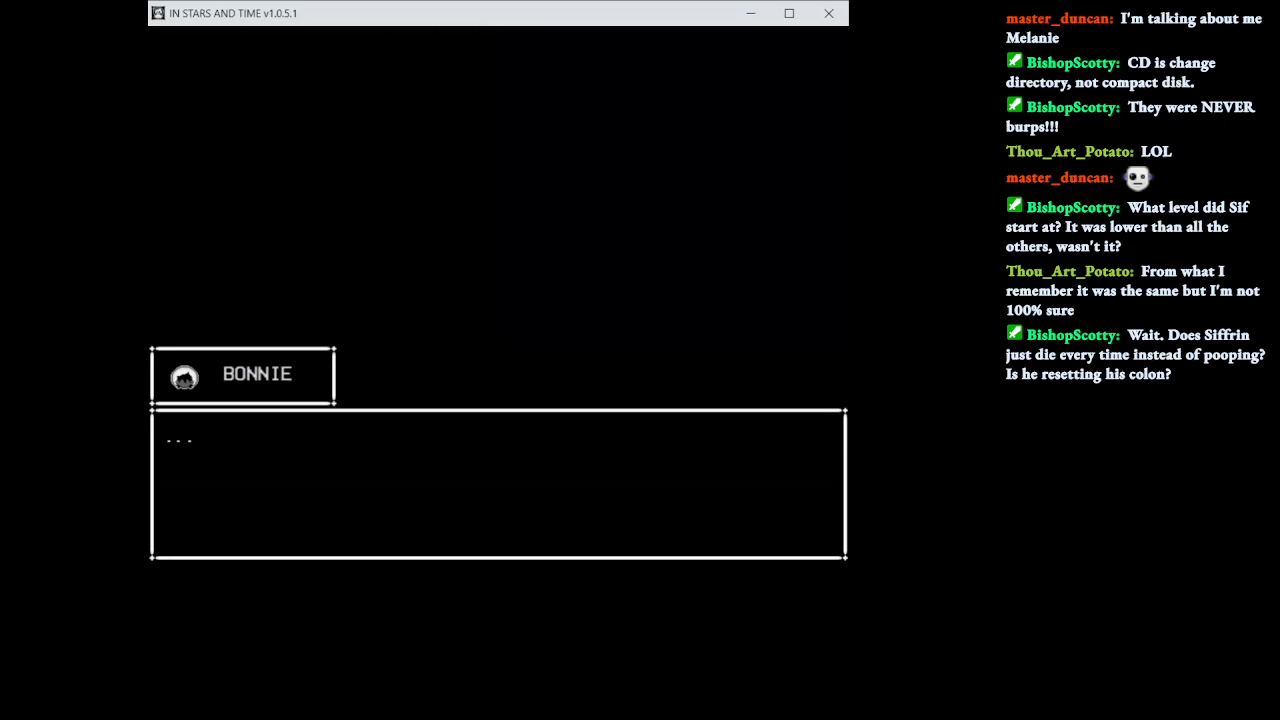 IN STARS AND TIME v1.0.5.1
BONNIE
...
master_duncan: I'm talking about me
Melanie
BishopScotty: CD is change
directory, not compact disk.
BishopScotty: They were NEVER
burps!!!
Thou_Art_Potato: LOL
master_duncan:
BishopScotty: What level did Sif
start at? It was lower than all the
others, wasn't it?
Thou_Art_Potato: From what I
remember it was the same but I'm not
100% sure
BishopScotty: Wait. Does Siffrin
just die every time instead of pooping?
Is he resetting his colon?